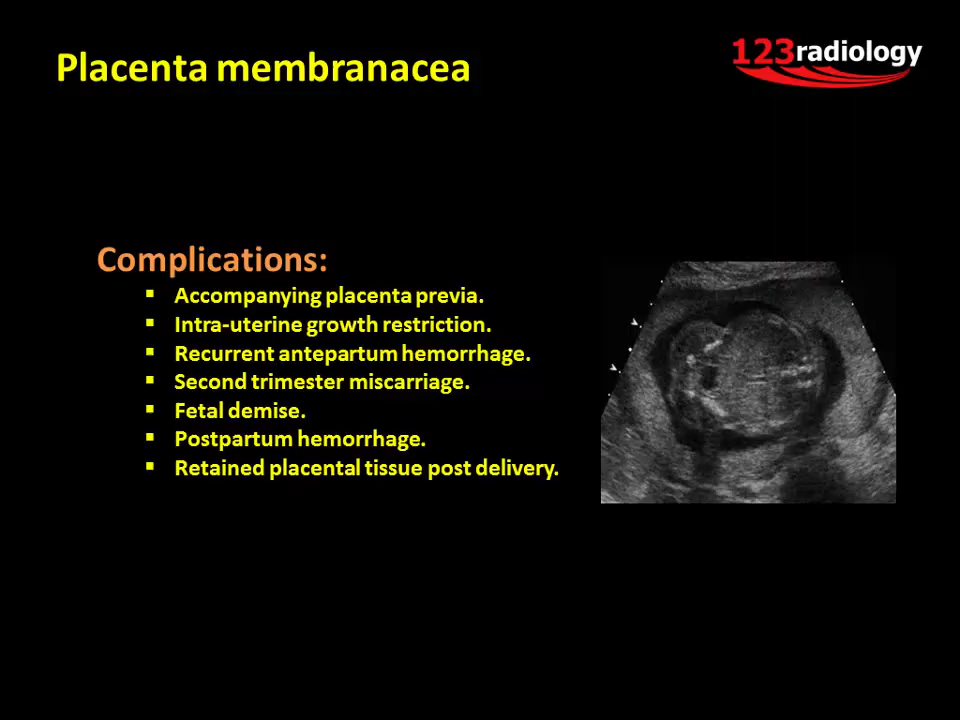 Placenta membranacea
123radiology
Complications:
▪ Accompanying placenta previa.
▪ Intra-uterine growth restriction.
▪ Recurrent antepartum hemorrhage.
▪ Second trimester miscarriage.
▪ Fetal demise.
▪ Postpartum hemorrhage.
▪ Retained placental tissue post delivery.